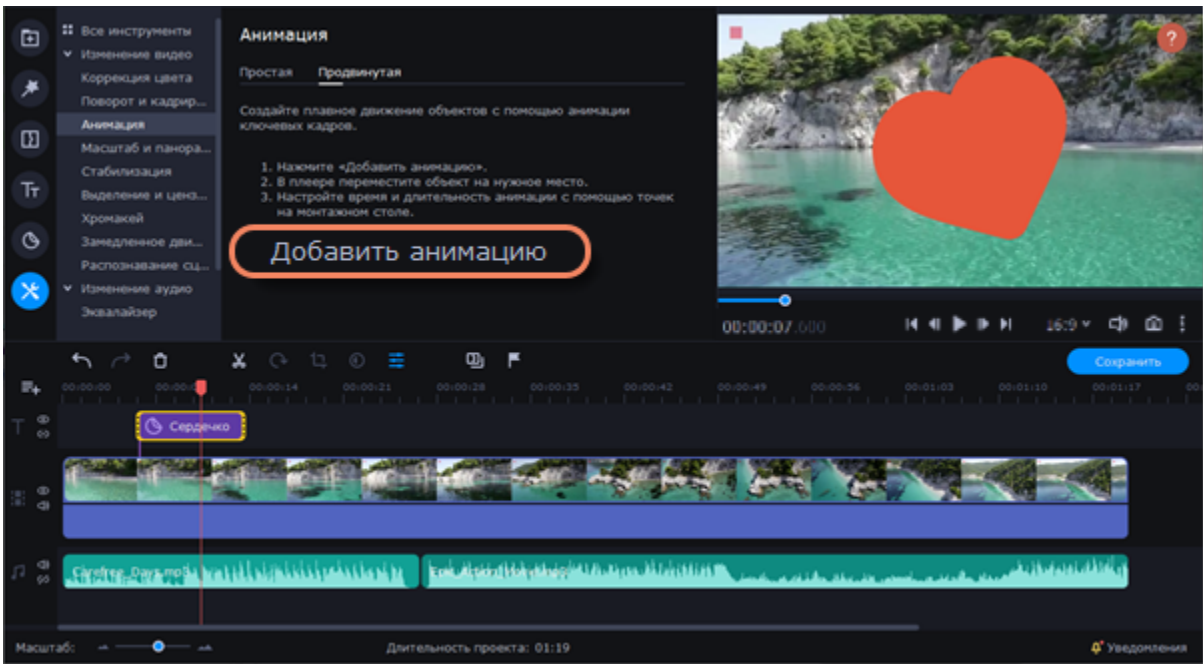 Все инструменты
Изменение видео
Коррекция цвета
Поворот и кадрир...
Анимация
Масштаб и панора...
Стабилизация
Выделение и ценз...
Хромакей
Замедленное дви...
Распознавание сц...
Изменение аудио
Эквалайзер
Анимация
Простая Продвинутая
Создайте плавное движение объектов с помощью анимации
ключевых кадров.
1. Нажмите «Добавить анимацию».
2. В плеере переместите объект на нужное место.
3. Настройте время и длительность анимации с помощью точек
на монтажном столе.
Добавить анимацию
?
00:00:07.600
16:9
Сохранить
00:00:00 00:00:14 00:00:21 00:00:28 00:00:35 00:00:42 00:00:49 00:00:56 00:01:03 00:01:10 00:01:17
Сердечко
Carefree_Days.mp3
Масштаб:
Длительность проекта: 01:19
Уведомления